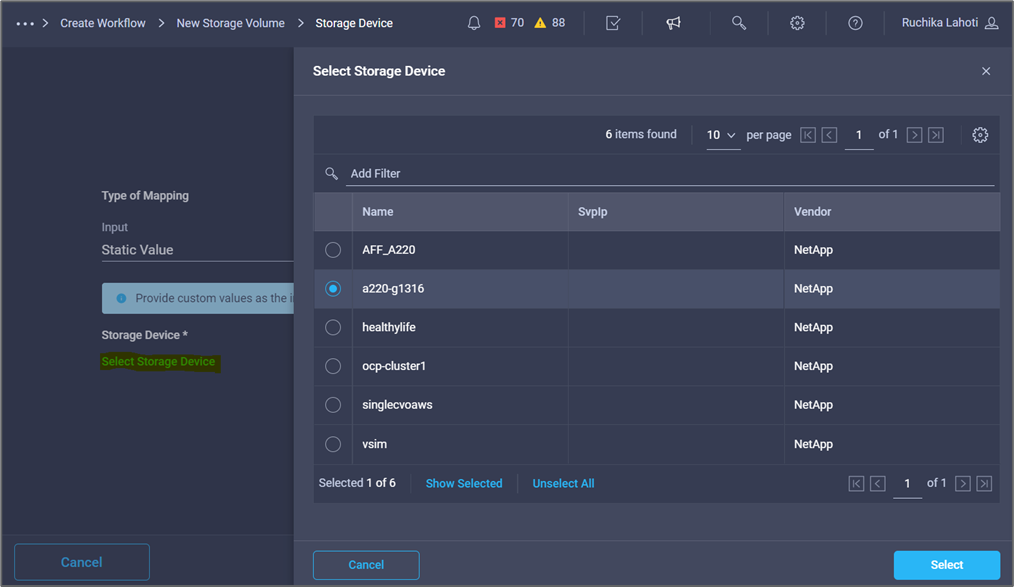 ••• > Create Workflow > New Storage Volume > Storage Device 70 88 Ruchika Lahoti
Select Storage Device
6 items found 10 per page 1 of 1
Add Filter
Type of Mapping
Input
Static Value
Provide custom values as the i
Storage Device *
Select Storage Device
Name SvpIp Vendor
AFF_A220 NetApp
a220-g1316 NetApp
healthylife NetApp
ocp-cluster1 NetApp
singlecvoaws NetApp
vsim NetApp
Selected 1 of 6 Show Selected Unselect All 1 of 1
Cancel
Cancel Select